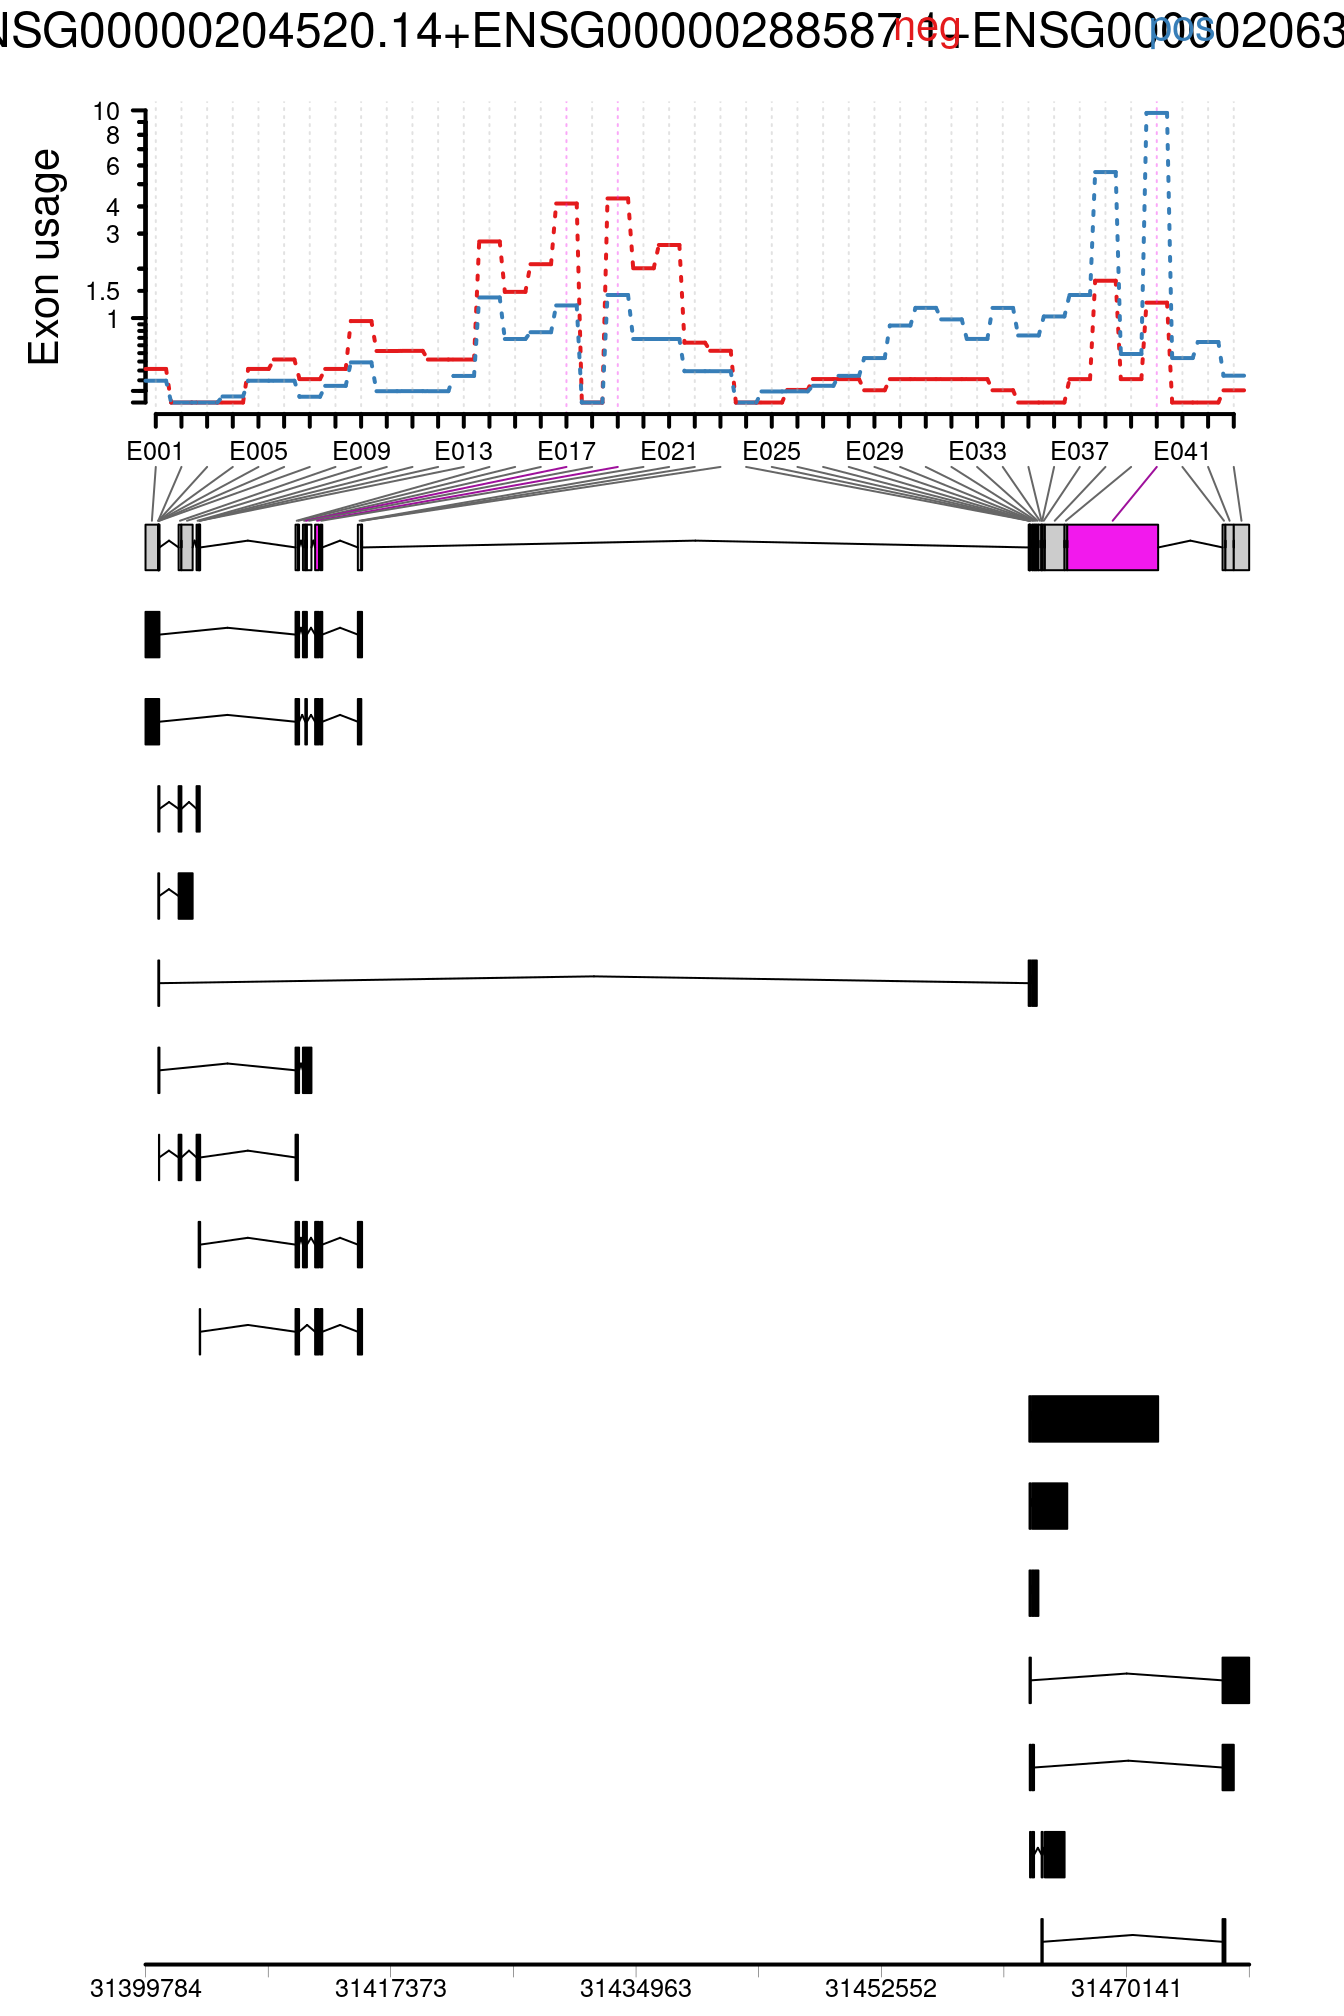 NSG00000204520.14+ENSG00000288587.1+ENSG0000002063
neg pos
Exon usage
10
8
6
4
3
1.5
1
E001 E005 E009 E013 E017 E021 E025 E029 E033 E037 E041
31399784 31417373 31434963 31452552 31470141